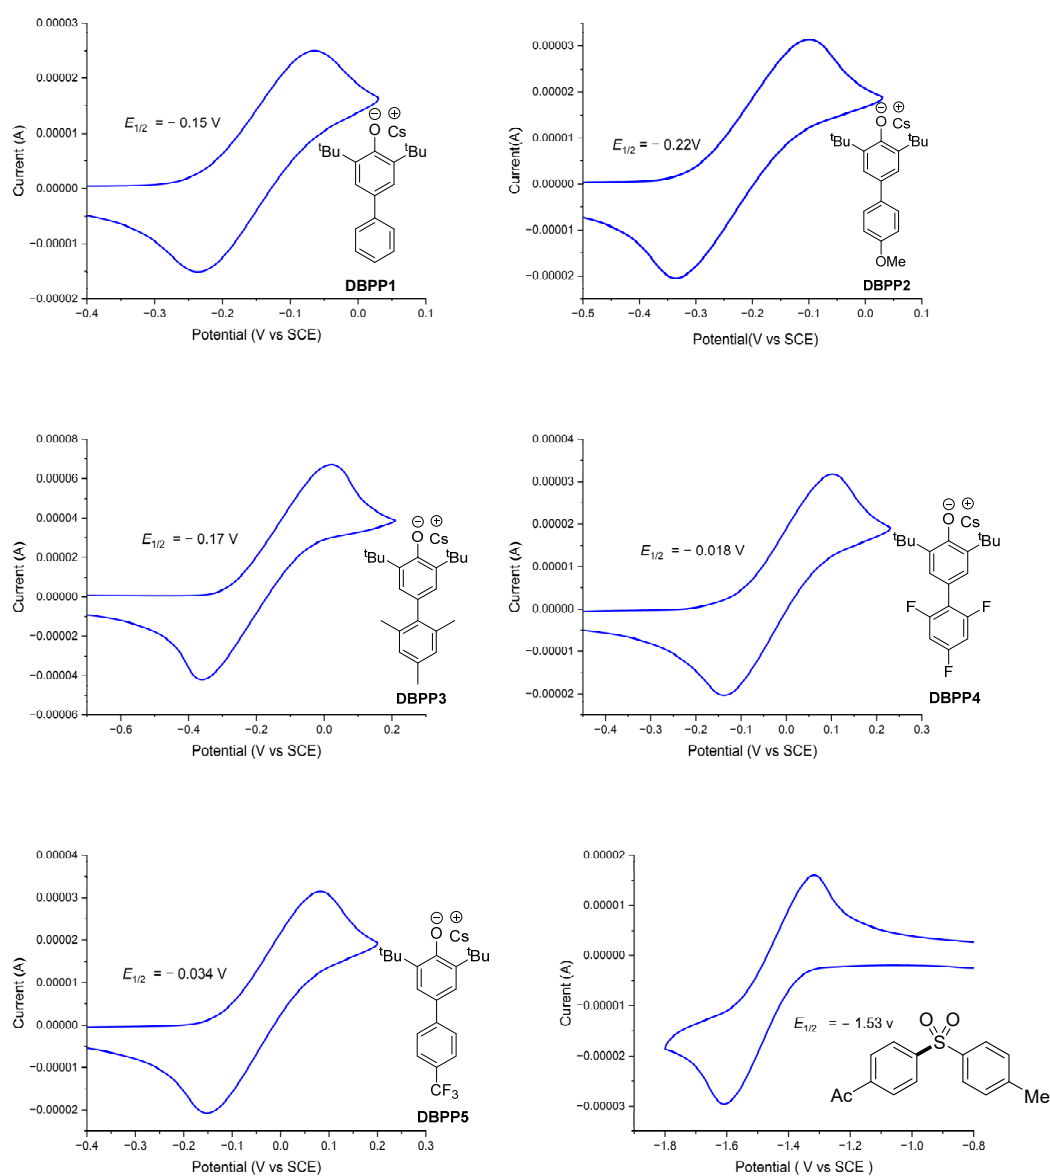 0.00003
0.00002
0.00001
0.00000
−0.00001
−0.00002
Current (A)
E1/2 = − 0.15 V
⊖
O
⊕
Cs
tBu
tBu
DBPP1
−0.4 −0.3 −0.2 −0.1 0.0 0.1
Potential (V vs SCE)
0.00003
0.00002
0.00001
0.00000
−0.00001
−0.00002
Current(A)
E1/2 = − 0.22V
⊖
O
⊕
Cs
tBu
tBu
OMe
DBPP2
−0.5 −0.4 −0.3 −0.2 −0.1 0.0 0.1
Potential(V vs SCE)
0.00008
0.00006
0.00004
0.00002
0.00000
−0.00002
−0.00004
−0.00006
Current (A)
E1/2 = − 0.17 V
⊖
O
⊕
Cs
tBu
tBu
DBPP3
−0.6 −0.4 −0.2 0.0 0.2
Potential (V vs SCE)
0.00004
0.00003
0.00002
0.00001
0.00000
−0.00001
−0.00002
Current (A)
E1/2 = −0.018 V
⊖
O
⊕
Cs
tBu
tBu
F
F
F
DBPP4
−0.4 −0.3 −0.2 −0.1 0.0 0.1 0.2 0.3
Potential (V vs SCE)
0.00004
0.00003
0.00002
0.00001
0.00000
−0.00001
−0.00002
Current (A)
E1/2 = − 0.034 V
⊖
O
⊕
Cs
tBu
tBu
CF3
DBPP5
−0.4 −0.3 −0.2 −0.1 0.0 0.1 0.2 0.3
Potential (V vs SCE)
0.00002
0.00001
0.00000
−0.00001
−0.00002
−0.00003
Current (A)
E1/2 = − 1.53 v
O O
S
Ac
Me
−1.8 −1.6 −1.4 −1.2 −1.0 −0.8
Potential ( V vs SCE )